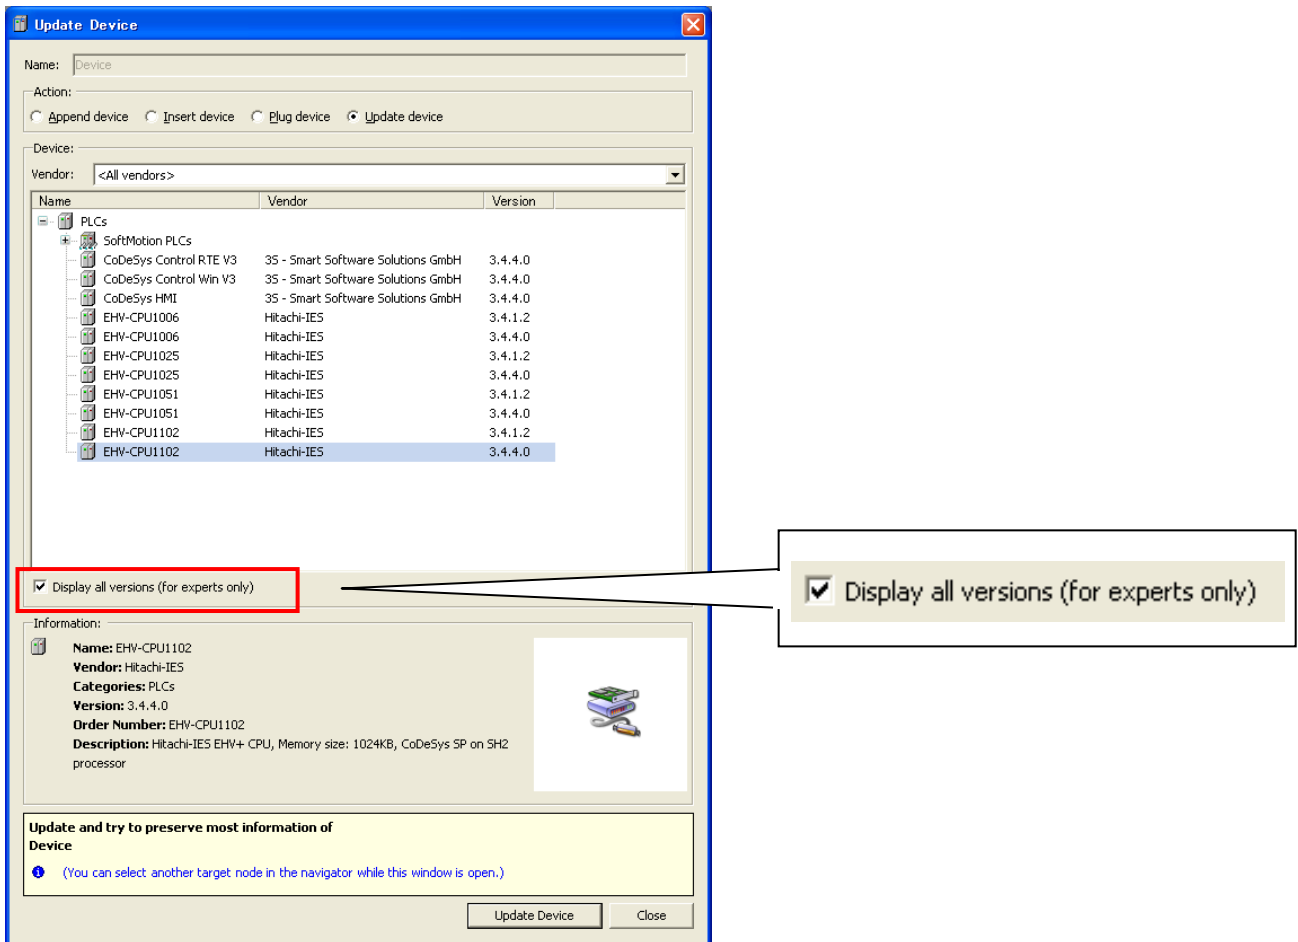 Update Device
Name: Device
Action:
Append device Insert device Plug device Update device
Device:
Vendor: <All vendors>
Name Vendor Version
PLCs
SoftMotion PLCs
CoDeSys Control RTE V3 3S - Smart Software Solutions GmbH 3.4.4.0
CoDeSys Control Win V3 3S - Smart Software Solutions GmbH 3.4.4.0
CoDeSys HMI 3S - Smart Software Solutions GmbH 3.4.4.0
EHV-CPU1006 Hitachi-IES 3.4.1.2
EHV-CPU1006 Hitachi-IES 3.4.4.0
EHV-CPU1025 Hitachi-IES 3.4.1.2
EHV-CPU1025 Hitachi-IES 3.4.4.0
EHV-CPU1051 Hitachi-IES 3.4.1.2
EHV-CPU1051 Hitachi-IES 3.4.4.0
EHV-CPU1102 Hitachi-IES 3.4.1.2
EHV-CPU1102 Hitachi-IES 3.4.4.0
Display all versions (for experts only)
Display all versions (for experts only)
Information:
Name: EHV-CPU1102
Vendor: Hitachi-IES
Categories: PLCs
Version: 3.4.4.0
Order Number: EHV-CPU1102
Description: Hitachi-IES EHV+ CPU, Memory size: 1024KB, CoDeSys SP on SH2
processor
Update and try to preserve most information of
Device
(You can select another target node in the navigator while this window is open.)
Update Device Close